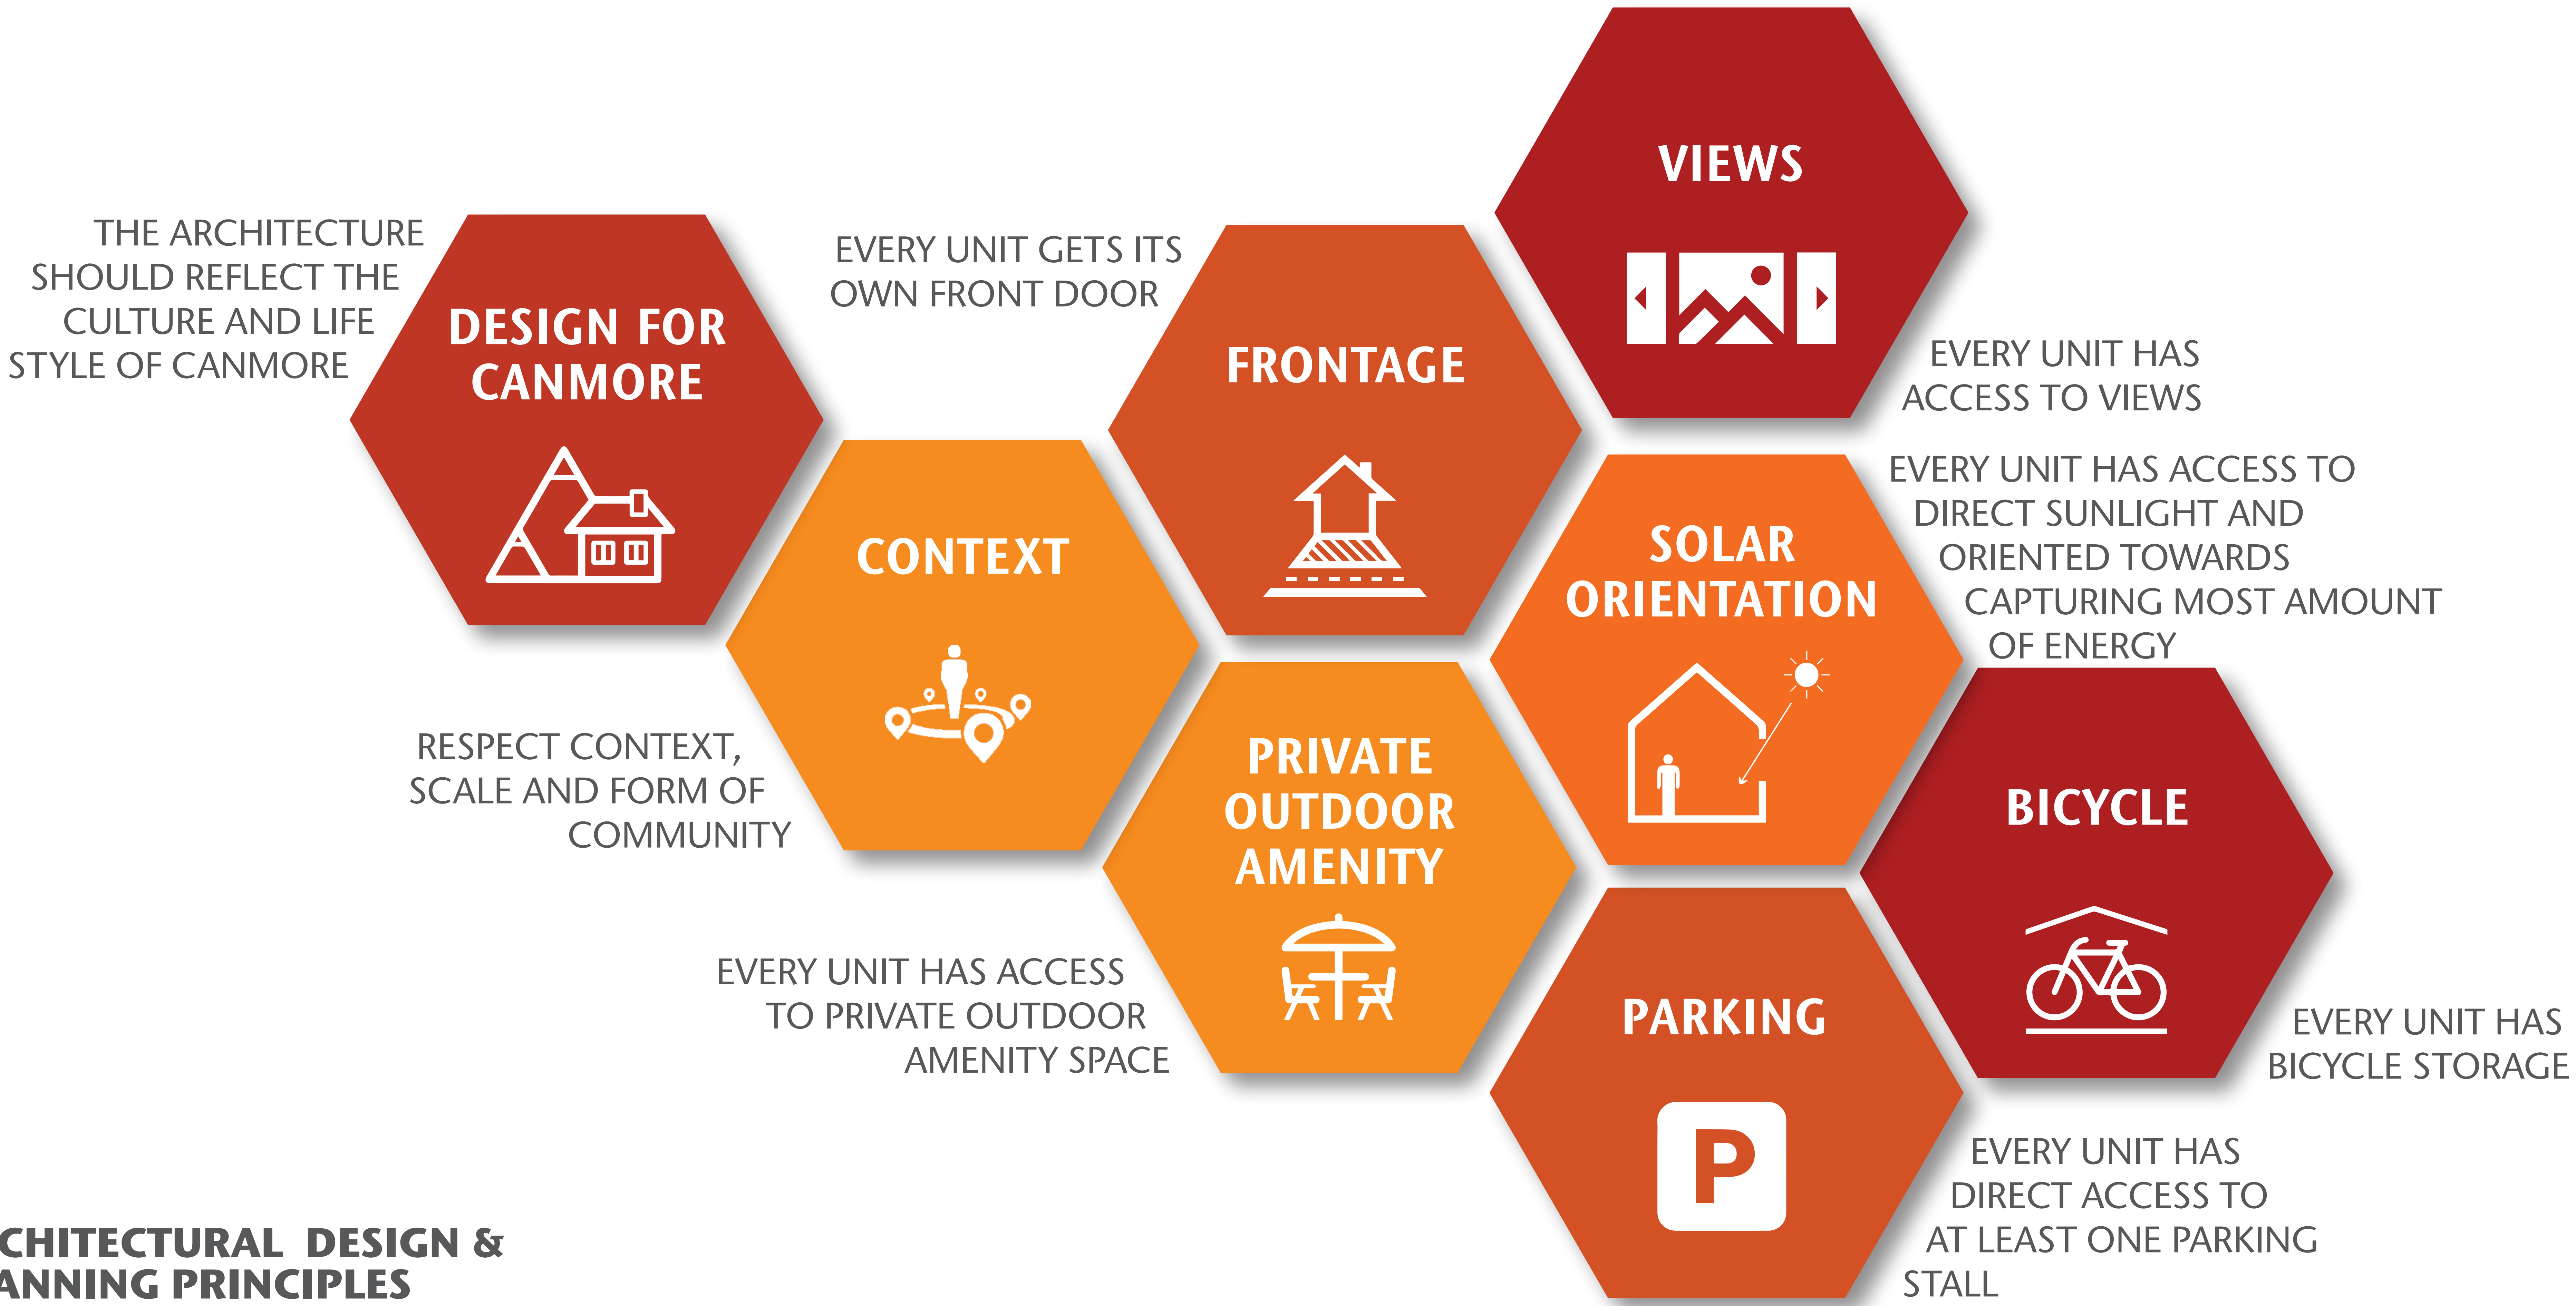 THE ARCHITECTURE
SHOULD REFLECT THE
CULTURE AND LIFE
STYLE OF CANMORE
DESIGN FOR
CANMORE
EVERY UNIT GETS ITS
OWN FRONT DOOR
FRONTAGE
VIEWS
EVERY UNIT HAS
ACCESS TO VIEWS
CONTEXT
RESPECT CONTEXT,
SCALE AND FORM OF
COMMUNITY
SOLAR
ORIENTATION
EVERY UNIT HAS ACCESS TO
DIRECT SUNLIGHT AND
ORIENTED TOWARDS
CAPTURING MOST AMOUNT
OF ENERGY
PRIVATE
OUTDOOR
AMENITY
EVERY UNIT HAS ACCESS
TO PRIVATE OUTDOOR
AMENITY SPACE
BICYCLE
EVERY UNIT HAS
BICYCLE STORAGE
PARKING
P
EVERY UNIT HAS
DIRECT ACCESS TO
AT LEAST ONE PARKING
STALL
CHITECTURAL DESIGN &
ANNING PRINCIPLES